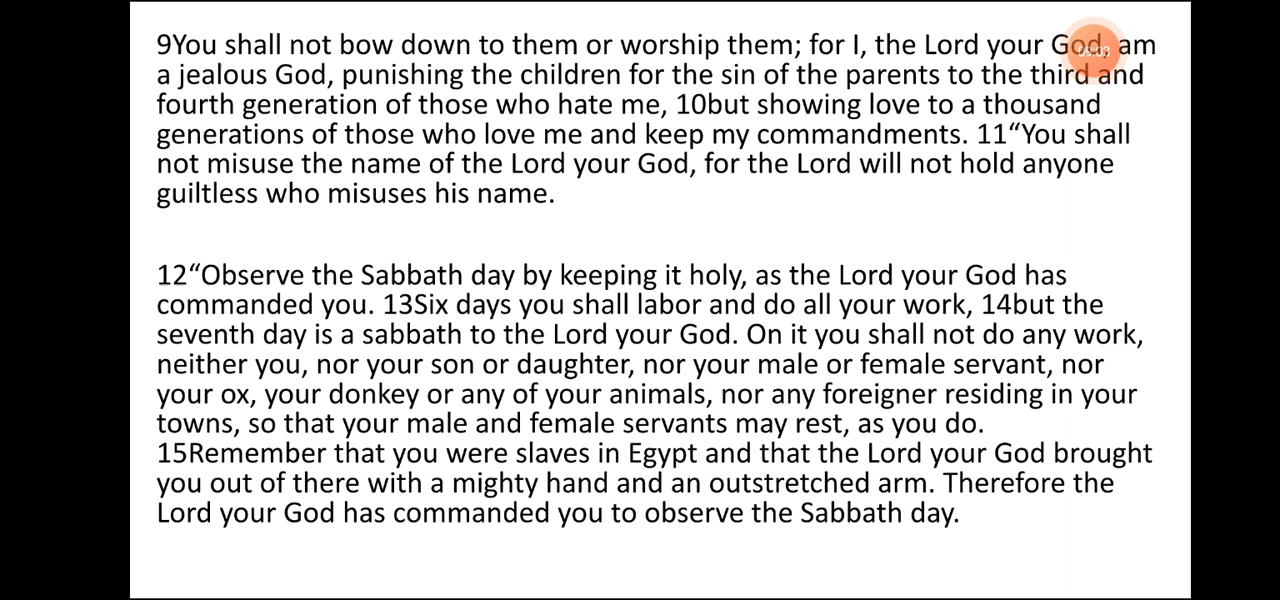 9You shall not bow down to them or worship them; for I, the Lord your God, am
a jealous God, punishing the children for the sin of the parents to the third and
fourth generation of those who hate me, 10but showing love to a thousand
generations of those who love me and keep my commandments. 11“You shall
not misuse the name of the Lord your God, for the Lord will not hold anyone
guiltless who misuses his name.
12“Observe the Sabbath day by keeping it holy, as the Lord your God has
commanded you. 13Six days you shall labor and do all your work, 14but the
seventh day is a sabbath to the Lord your God. On it you shall not do any work,
neither you, nor your son or daughter, nor your male or female servant, nor
your ox, your donkey or any of your animals, nor any foreigner residing in your
towns, so that your male and female servants may rest, as you do.
15Remember that you were slaves in Egypt and that the Lord your God brought
you out of there with a mighty hand and an outstretched arm. Therefore the
Lord your God has commanded you to observe the Sabbath day.